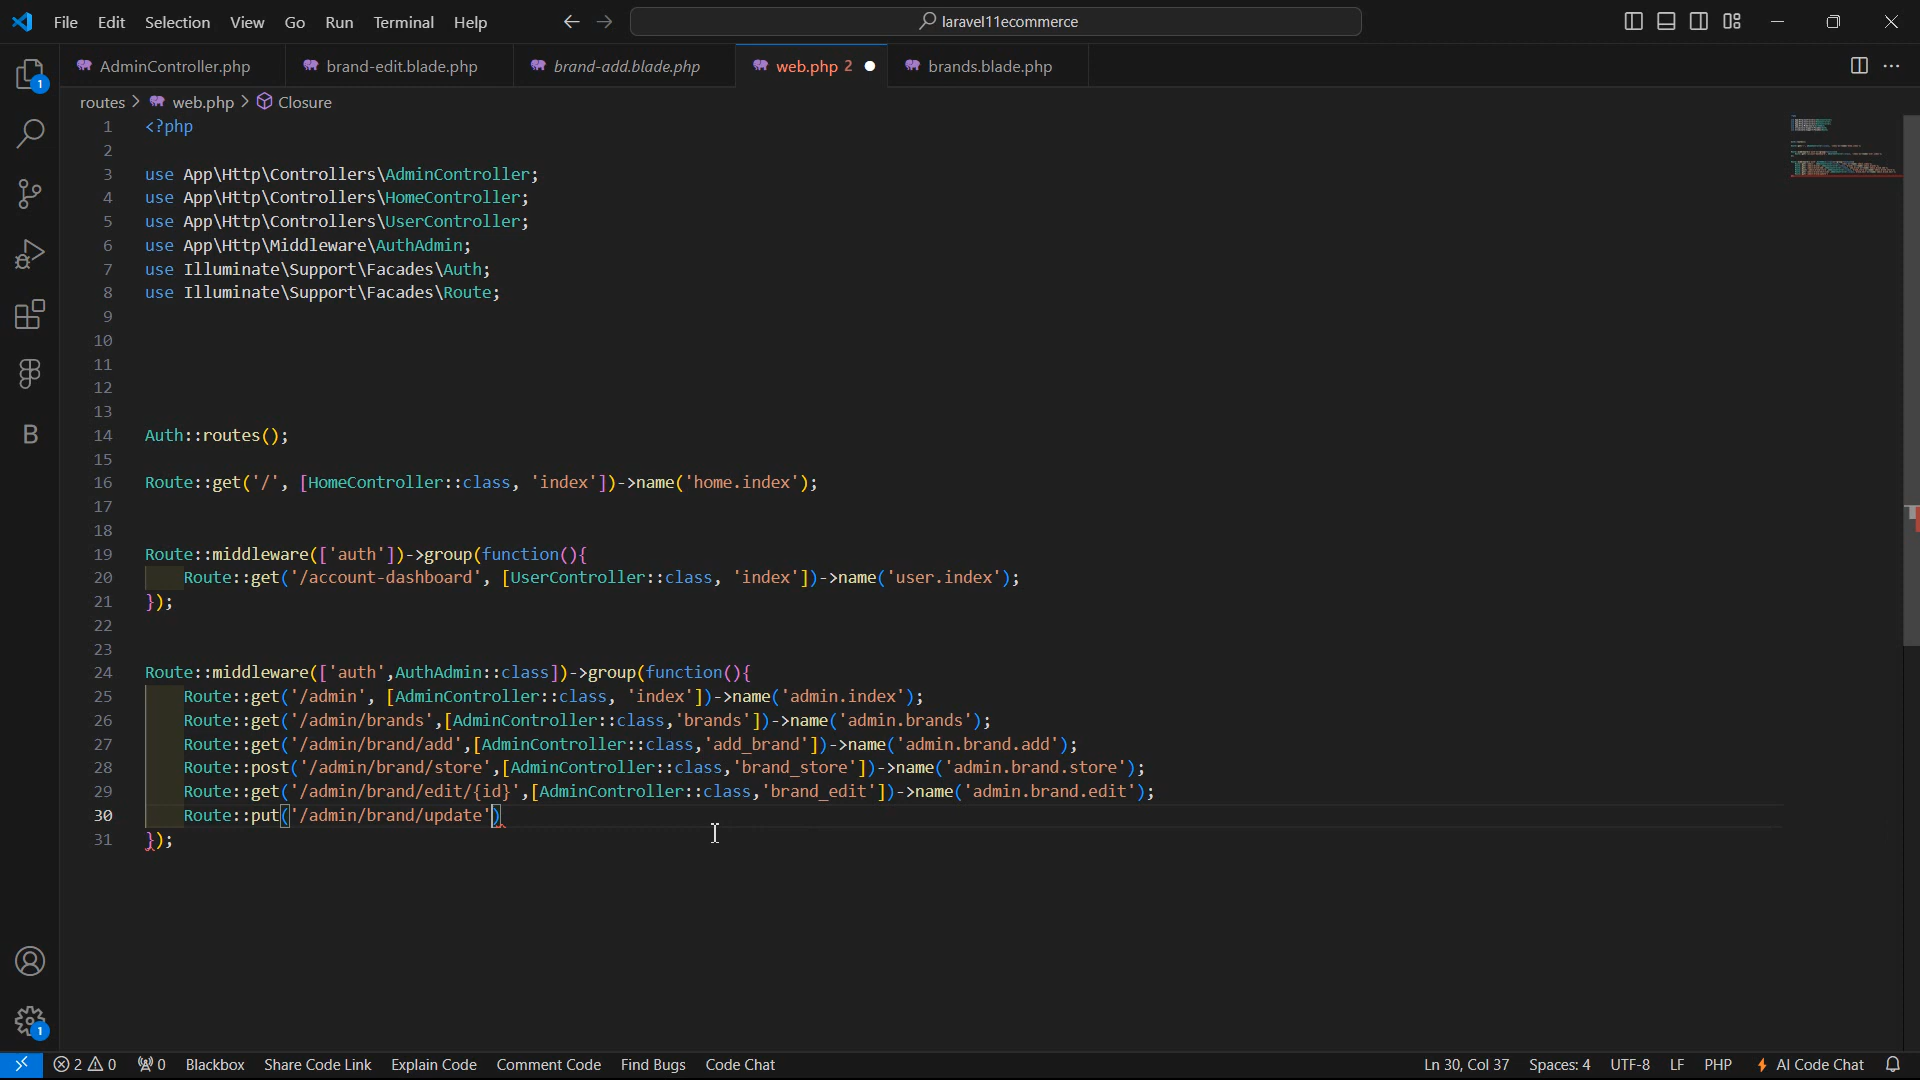 File Edit Selection View Go Run Terminal Help laravel11ecommerce
1 AdminController.php brand-edit.blade.php brand-add.blade.php web.php 2 brands.blade.php
routes > web.php > Closure
1 <?php
2
3 use App\Http\Controllers\AdminController;
4 use App\Http\Controllers\HomeController;
5 use App\Http\Controllers\UserController;
6 use App\Http\Middleware\AuthAdmin;
7 use Illuminate\Support\Facades\Auth;
8 use Illuminate\Support\Facades\Route;
9
10
11
12
13
14 Auth::routes();
15
16 Route::get('/', [HomeController::class, 'index'])->name('home.index');
17
18
19 Route::middleware(['auth'])->group(function(){
20 Route::get('/account-dashboard', [UserController::class, 'index'])->name('user.index');
21 });
22
23
24 Route::middleware(['auth',AuthAdmin::class])->group(function(){
25 Route::get('/admin', [AdminController::class, 'index'])->name('admin.index');
26 Route::get('/admin/brands',[AdminController::class,'brands'])->name('admin.brands');
27 Route::get('/admin/brand/add',[AdminController::class,'add_brand'])->name('admin.brand.add');
28 Route::post('/admin/brand/store',[AdminController::class,'brand_store'])->name('admin.brand.store');
29 Route::get('/admin/brand/edit/{id}',[AdminController::class,'brand_edit'])->name('admin.brand.edit');
30 Route::put('/admin/brand/update')
31 });
B
1
2 0 0 Blackbox Share Code Link Explain Code Comment Code Find Bugs Code Chat Ln 30, Col 37 Spaces: 4 UTF-8 LF PHP AI Code Chat